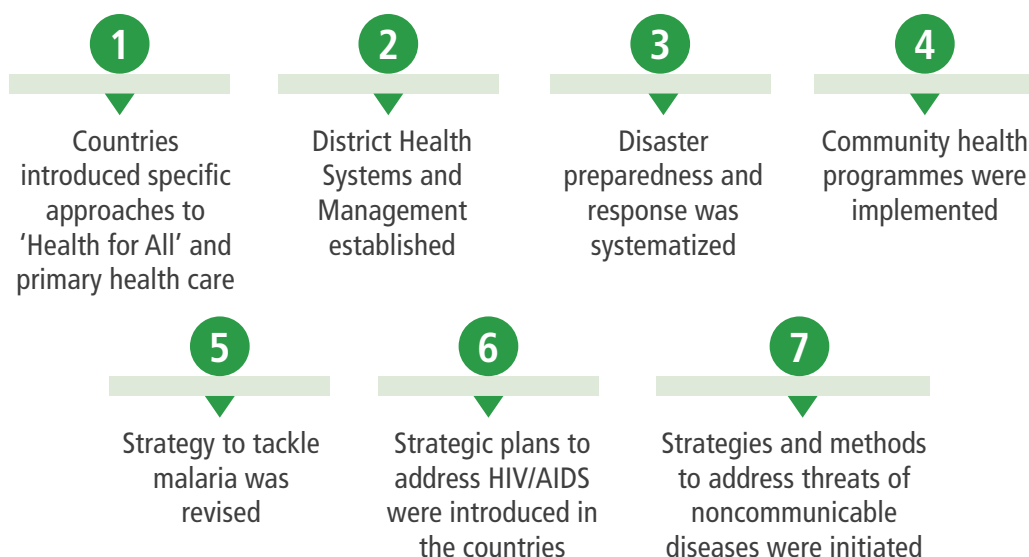 1
Countries
introduced specific
approaches to
‘Health for All’ and
primary health care
2
District Health
Systems and
Management
established
3
Disaster
preparedness and
response was
systematized
4
Community health
programmes were
implemented
5
Strategy to tackle
malaria was
revised
6
Strategic plans to
address HIV/AIDS
were introduced in
the countries
7
Strategies and methods
to address threats of
noncommunicable
diseases were initiated